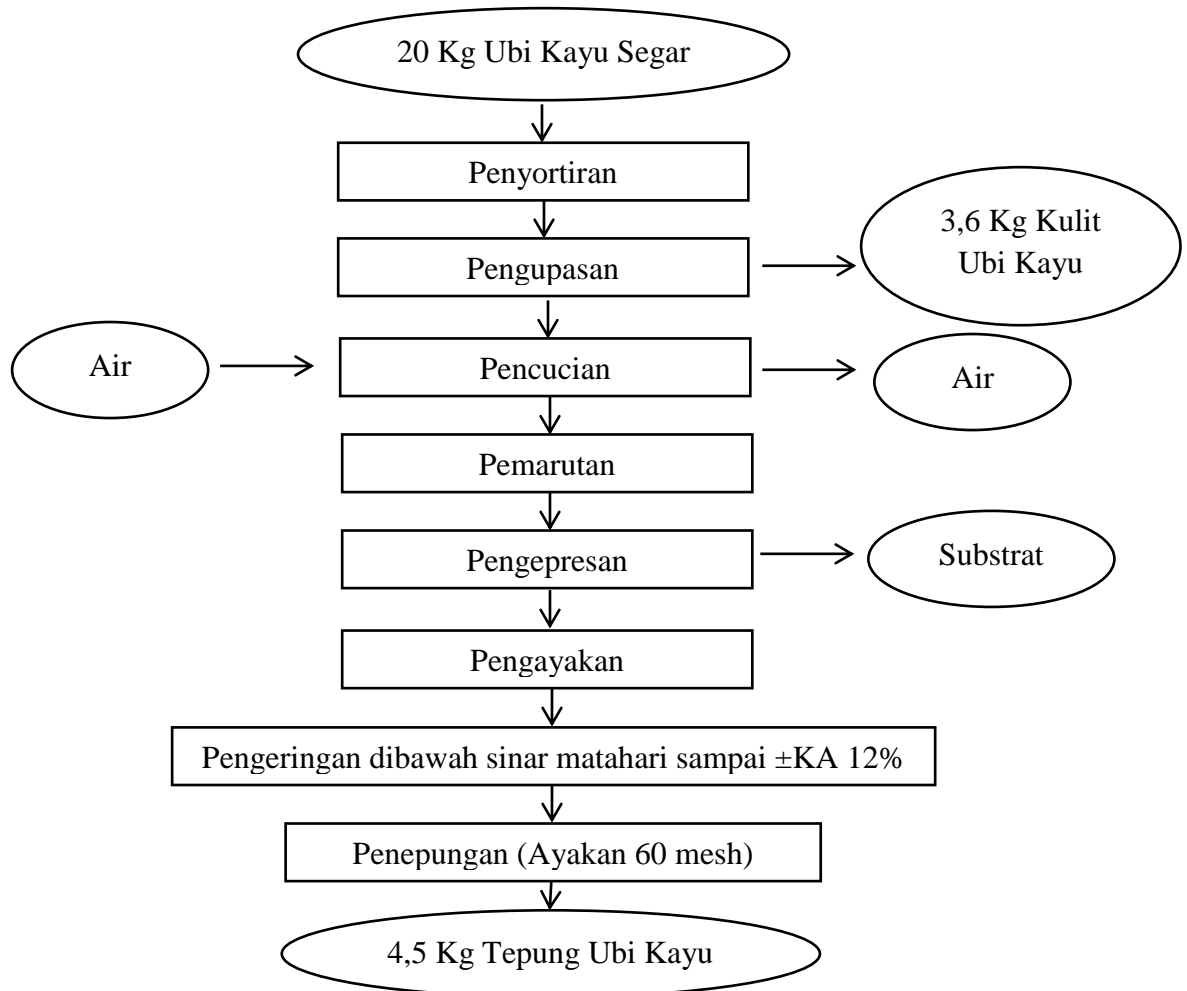 20 Kg Ubi Kayu Segar
Penyortiran
Pengupasan
3,6 Kg Kulit
Ubi Kayu
Air
Pencucian
Air
Pemarutan
Pengepresan
Substrat
Pengayakan
Pengeringan dibawah sinar matahari sampai ±KA 12%
Penepungan (Ayakan 60 mesh)
4,5 Kg Tepung Ubi Kayu